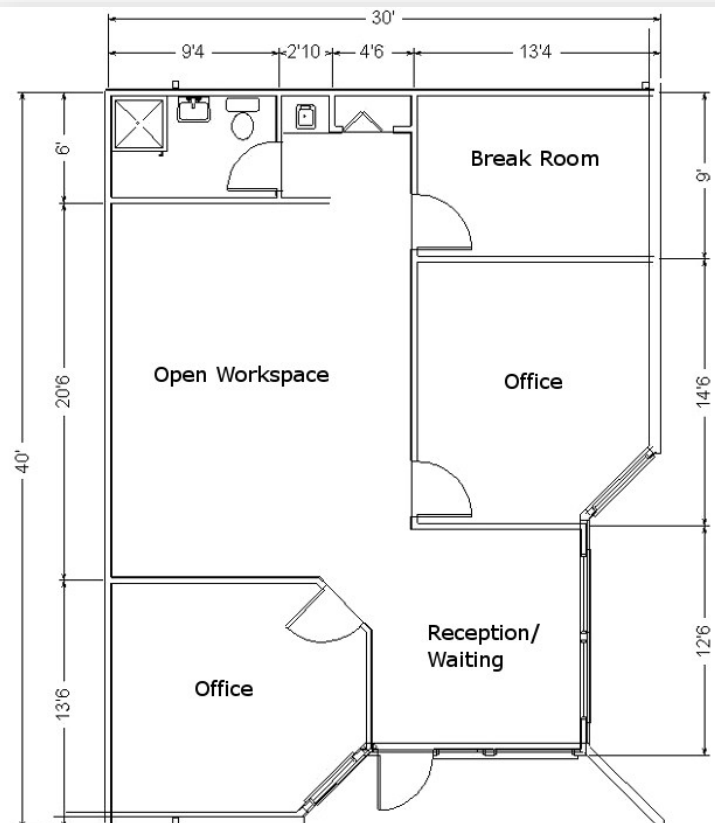 30'
9'4
2'10
4'6
13'4
6'
Break Room
9'
Open Workspace
Office
20'6
14'6
40'
Reception/
Waiting
Office
13'6
12'6